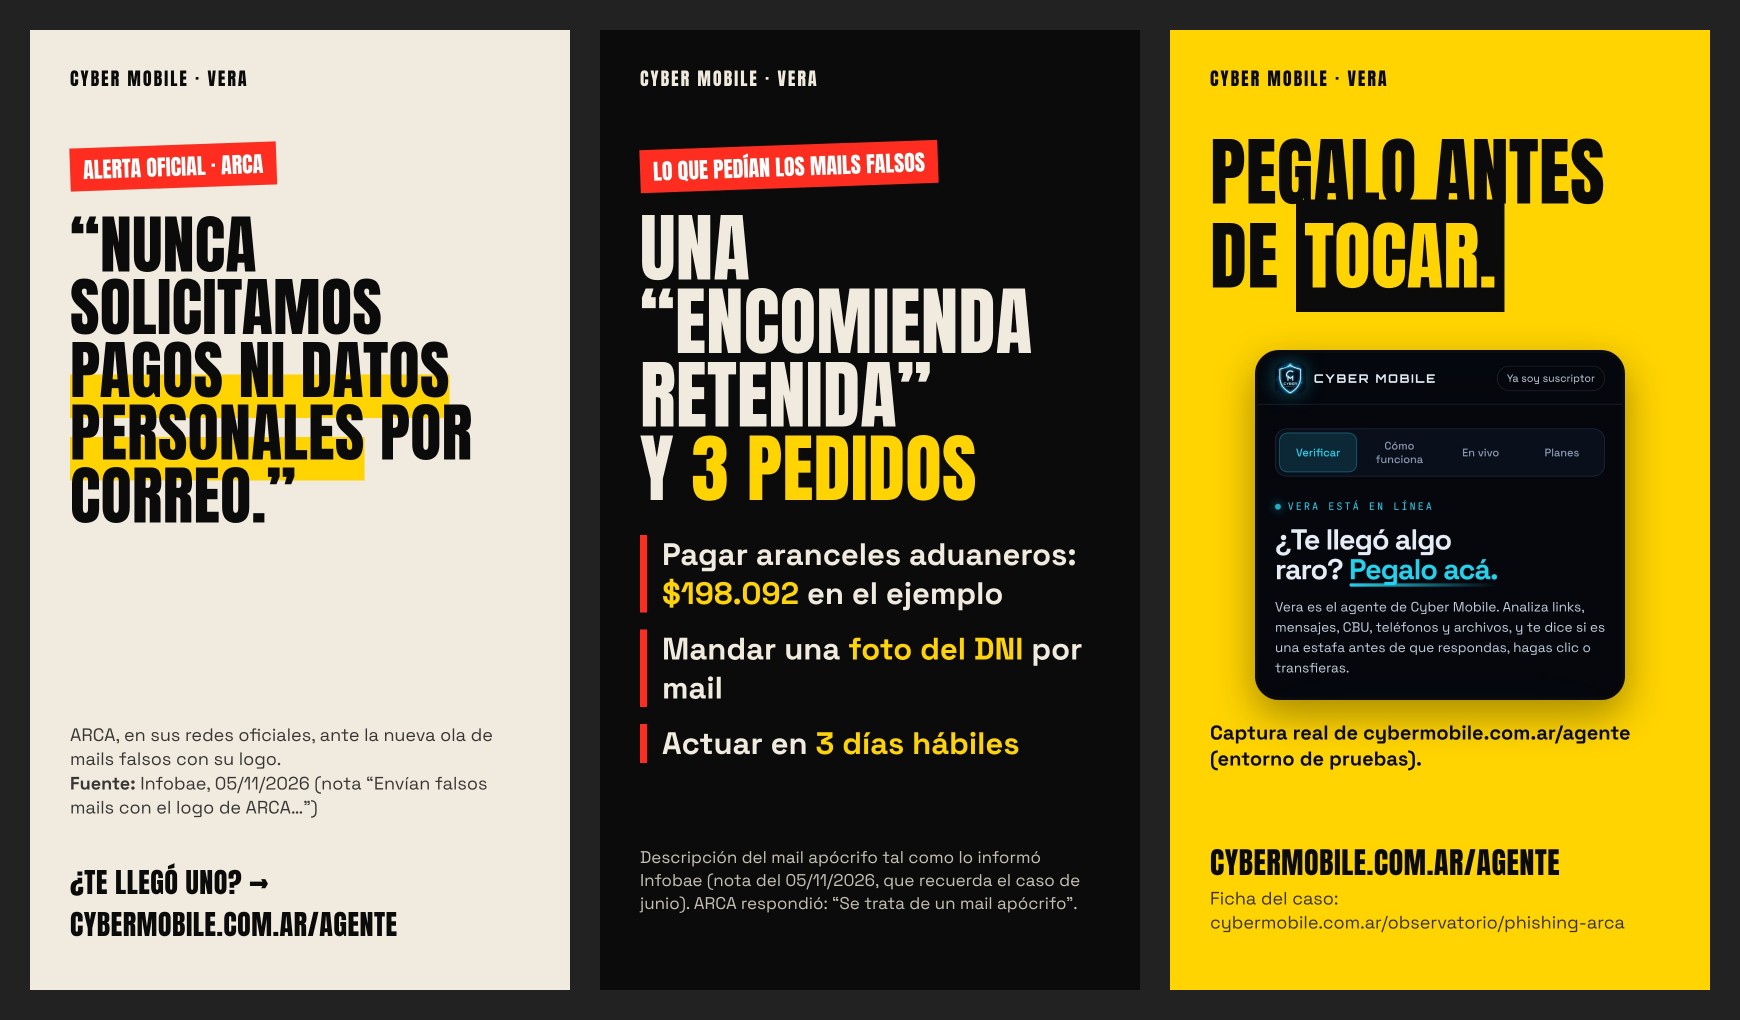 CYBER MOBILE · VERA
ALERTA OFICIAL · ARCA
“NUNCA
SOLICITAMOS
PAGOS NI DATOS
PERSONALES POR
CORREO.”
ARCA, en sus redes oficiales, ante la nueva ola de
mails falsos con su logo.
Fuente: Infobae, 05/11/2026 (nota “Envían falsos
mails con el logo de ARCA…”)
¿TE LLEGÓ UNO? →
CYBERMOBILE.COM.AR/AGENTE
CYBER MOBILE · VERA
LO QUE PEDÍAN LOS MAILS FALSOS
UNA
“ENCOMIENDA
RETENIDA”
Y 3 PEDIDOS
Pagar aranceles aduaneros:
$198.092 en el ejemplo
Mandar una foto del DNI por
mail
Actuar en 3 días hábiles
Descripción del mail apócrifo tal como lo informó
Infobae (nota del 05/11/2026, que recuerda el caso de
junio). ARCA respondió: “Se trata de un mail apócrifo”.
CYBER MOBILE · VERA
PEGALO ANTES
DE TOCAR.
CYBER MOBILE
Ya soy suscriptor
Verificar
Cómo
funciona
En vivo
Planes
VERA ESTÁ EN LÍNEA
¿Te llegó algo
raro? Pegalo acá.
Vera es el agente de Cyber Mobile. Analiza links,
mensajes, CBU, teléfonos y archivos, y te dice si es
una estafa antes de que respondas, hagas clic o
transfieras.
Captura real de cybermobile.com.ar/agente
(entorno de pruebas).
CYBERMOBILE.COM.AR/AGENTE
Ficha del caso:
cybermobile.com.ar/observatorio/phishing-arca